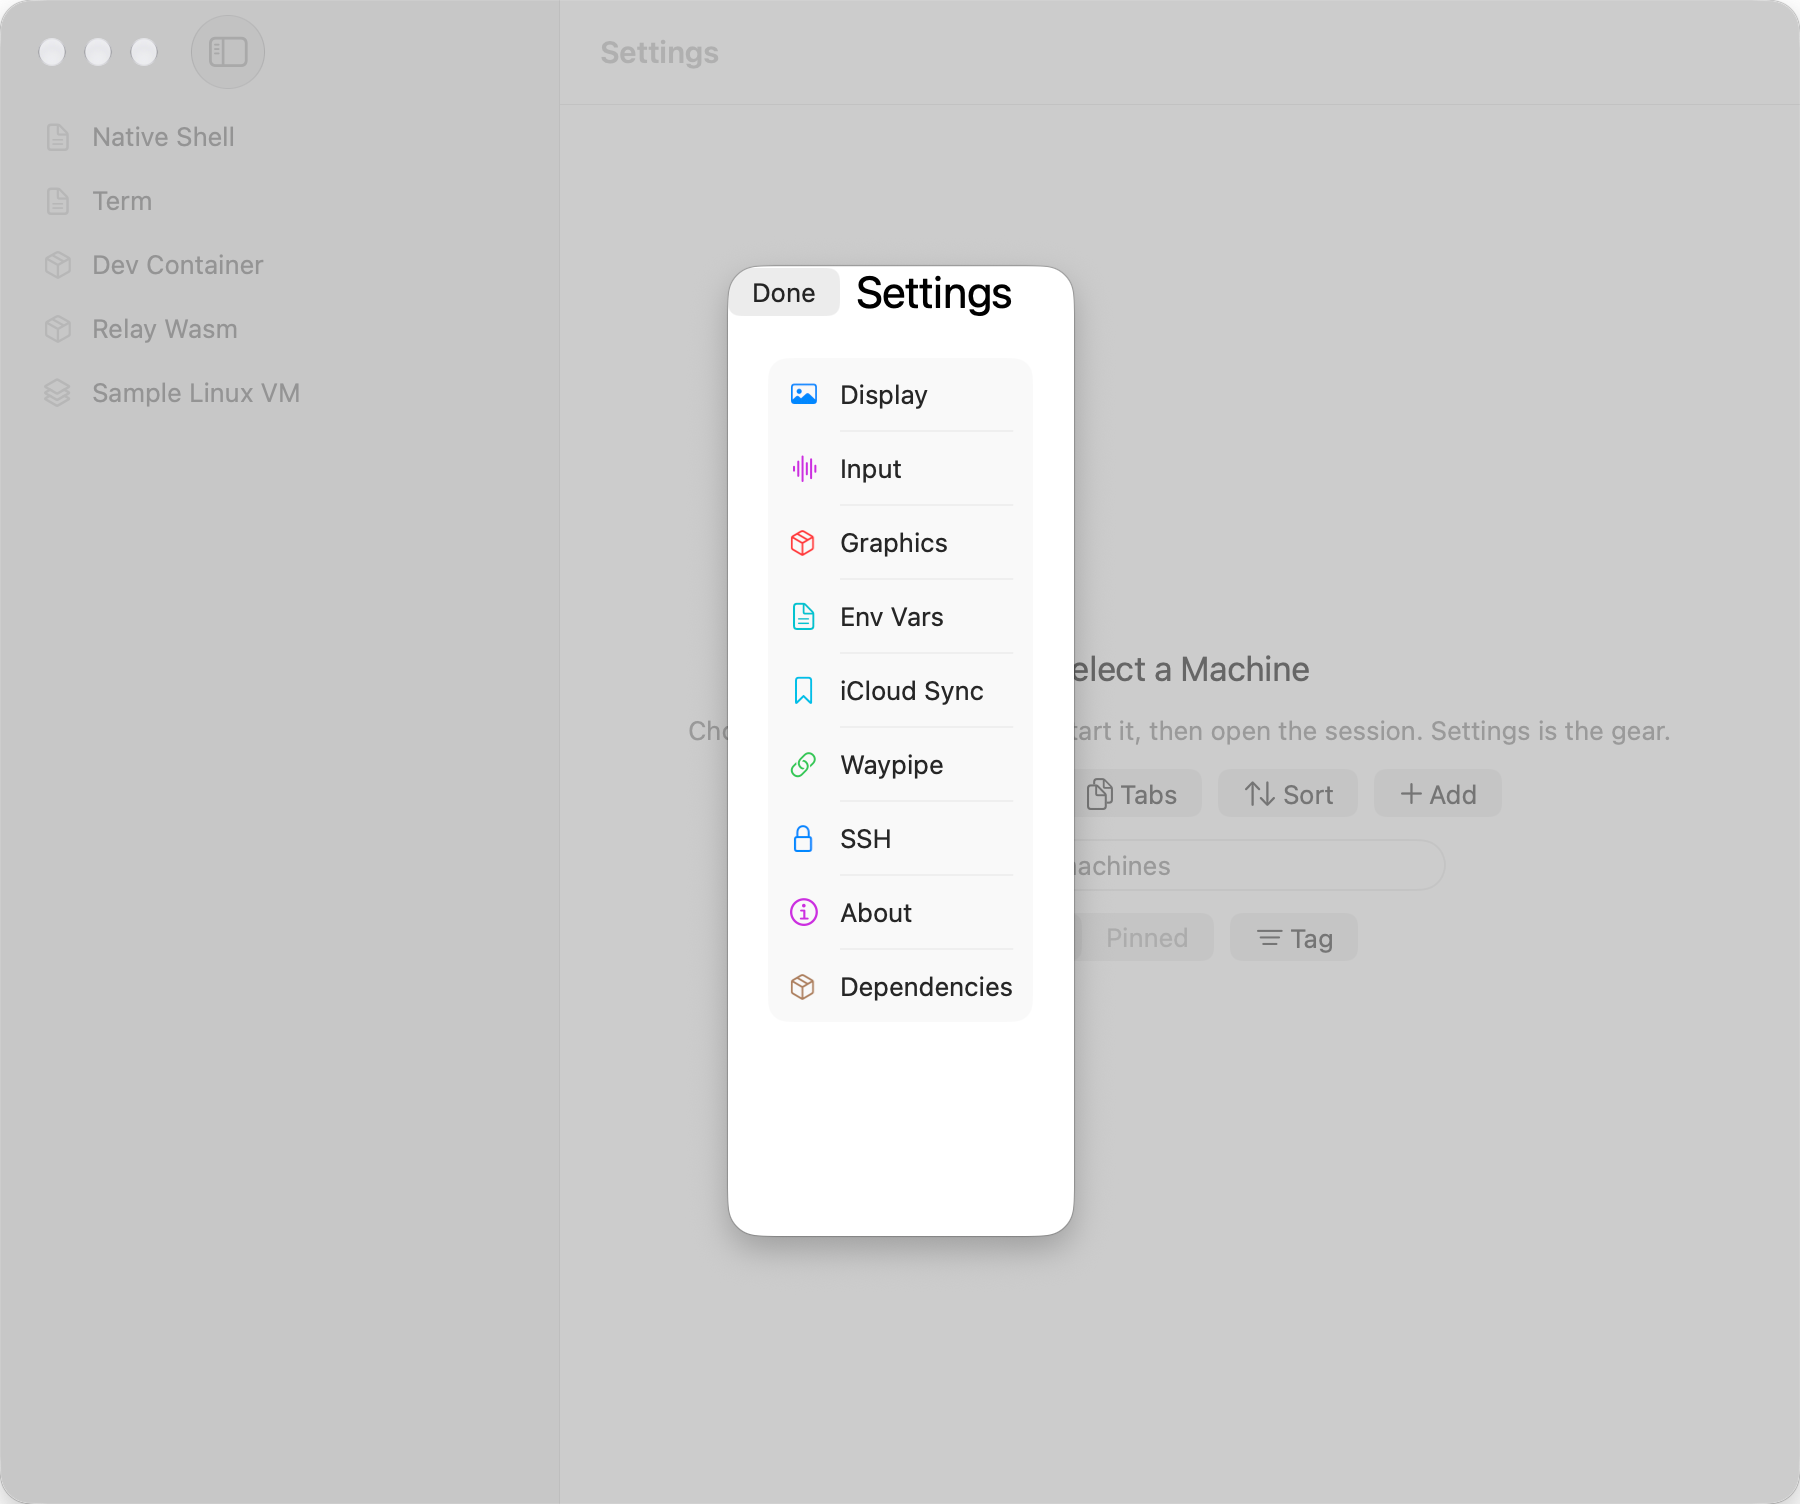 Settings
Native Shell
Term
Dev Container
Relay Wasm
Sample Linux VM
Done
Settings
Display
Input
Graphics
Env Vars
iCloud Sync
Waypipe
SSH
About
Dependencies
elect a Machine
Cho
tart it, then open the session. Settings is the gear.
Tabs
Sort
Add
achines
Pinned
Tag